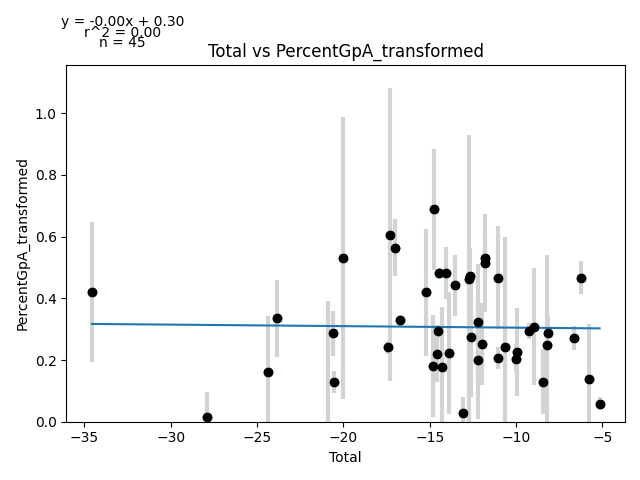 y = -0.00x + 0.30
r^2 = 0.00
n = 45
Total vs PercentGpA_transformed
PercentGpA_transformed
1.0
0.8
0.6
0.4
0.2
0.0
−35
−30
−25
−20
−15
−10
−5
Total